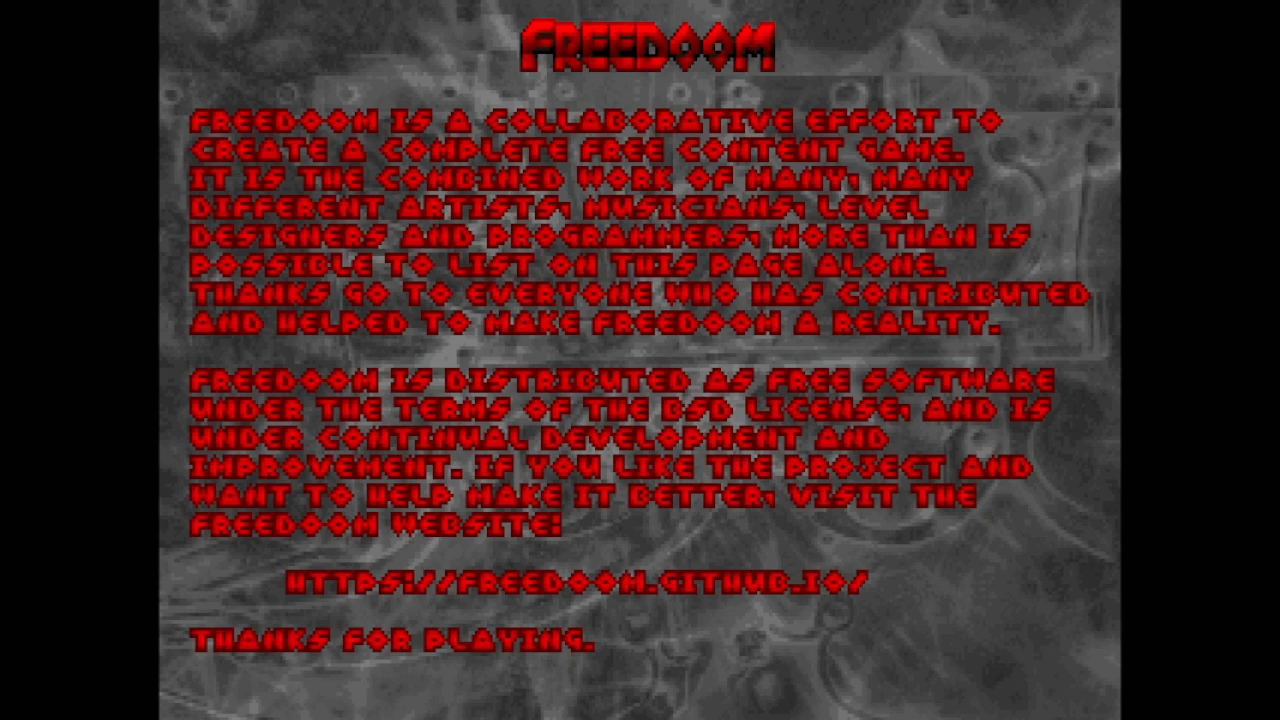 FREEDOOM
FREEDOOM IS A COLLABORATIVE EFFORT TO
CREATE A COMPLETE FREE CONTENT GAME.
IT IS THE COMBINED WORK OF MANY, MANY
DIFFERENT ARTISTS, MUSICIANS, LEVEL
DESIGNERS AND PROGRAMMERS, MORE THAN IS
POSSIBLE TO LIST ON THIS PAGE ALONE.
THANKS GO TO EVERYONE WHO HAS CONTRIBUTED
AND HELPED TO MAKE FREEDOOM A REALITY.
FREEDOOM IS DISTRIBUTED AS FREE SOFTWARE
UNDER THE TERMS OF THE BSD LICENSE, AND IS
UNDER CONTINUAL DEVELOPMENT AND
IMPROVEMENT. IF YOU LIKE THE PROJECT AND
WANT TO HELP MAKE IT BETTER, VISIT THE
FREEDOOM WEBSITE:
HTTPS://FREEDOOM.GITHUB.IO/
THANKS FOR PLAYING.